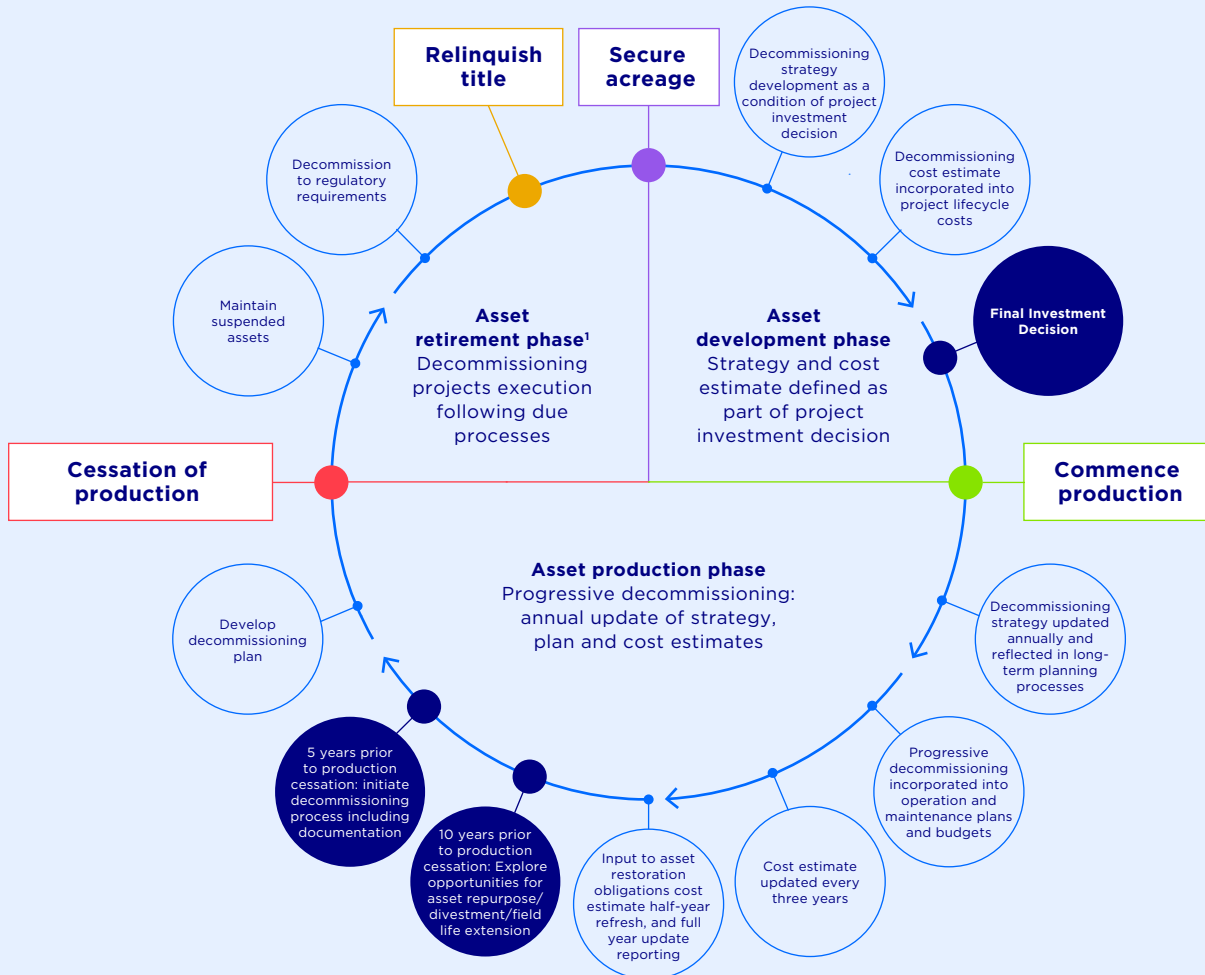 Relinquish
title
Secure
acreage
Decommissioning
strategy
development as a
condition of project
investment
decision
Decommissioning
cost estimate
incorporated into
project lifecycle
costs
Final Investment
Decision
Decommission
to regulatory
requirements
Maintain
suspended
assets
Asset
retirement phase¹
Decommissioning
projects execution
following due
processes
Asset
development phase
Strategy and cost
estimate defined as
part of project
investment decision
Cessation of
production
Commence
production
Asset production phase
Progressive decommissioning:
annual update of strategy,
plan and cost estimates
Decommissioning
strategy updated
annually and
reflected in long-
term planning
processes
Progressive
decommissioning
incorporated into
operation and
maintenance plans
and budgets
Cost estimate
updated every
three years
Input to asset
restoration
obligations cost
estimate half-year
refresh, and full
year update
reporting
10 years prior
to production
cessation: Explore
opportunities for
asset repurpose/
divestment/field
life extension
5 years prior
to production
cessation: initiate
decommissioning
process including
documentation
Develop
decommissioning
plan